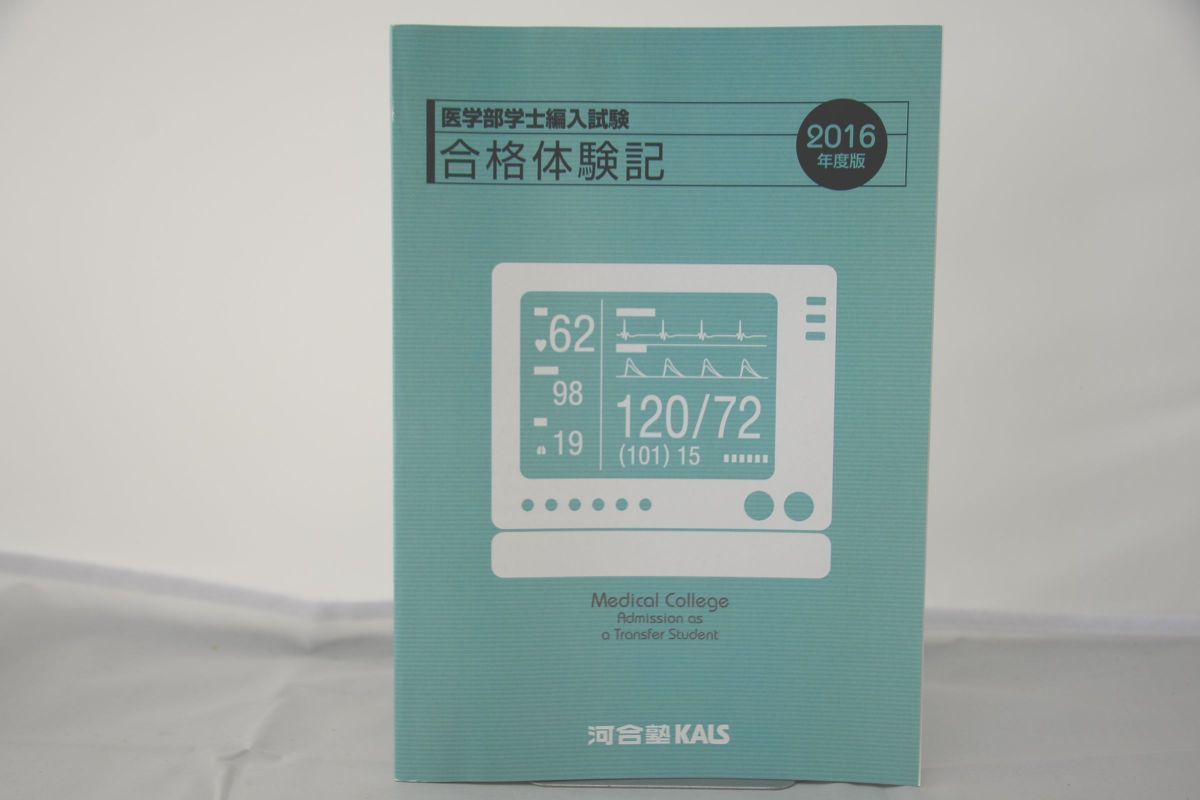 医学部学士編入試験
合格体験記
2016
年度版
62
98
19
120/72
(101) 15
Medical College
Admission as
a Transfer Student
河合塾KALS